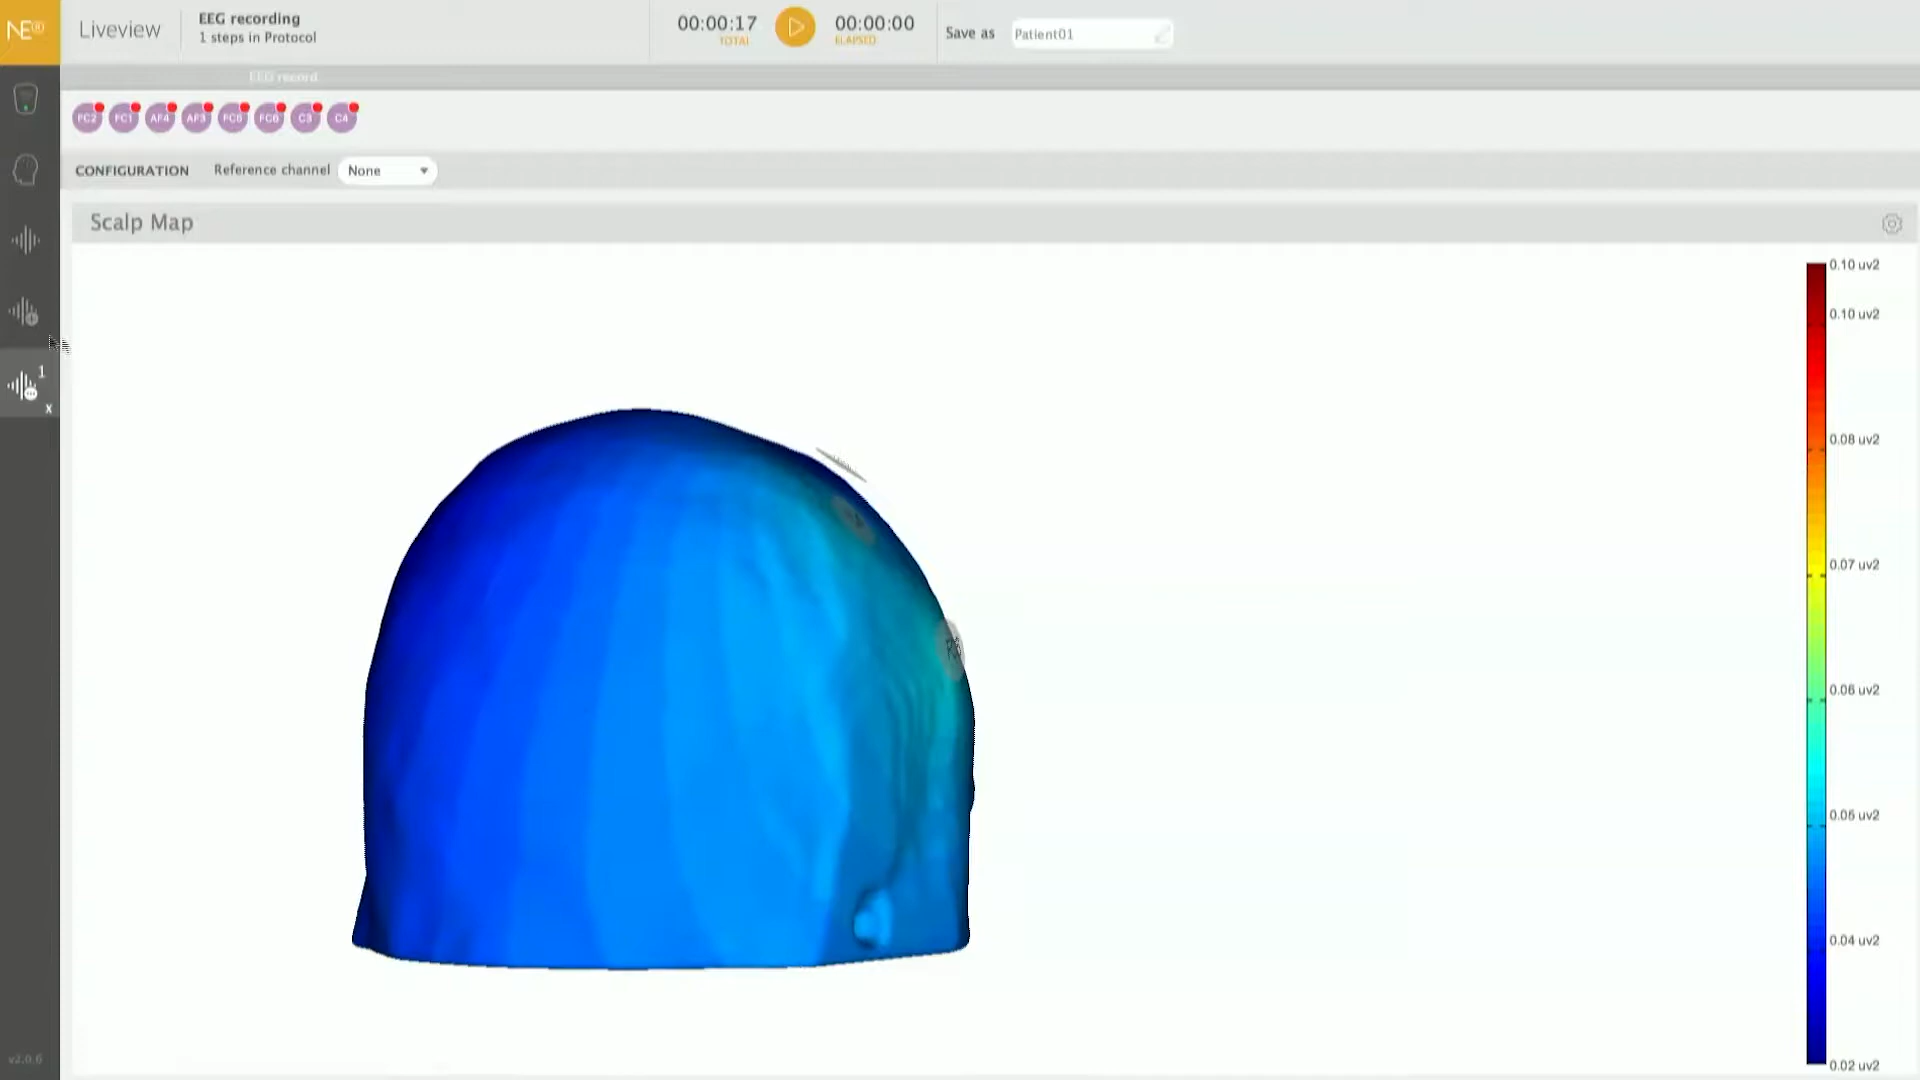 NE
Liveview
EEG recording
1 steps in Protocol
00:00:17
TOTAL
00:00:00
ELAPSED
Save as
Patient01
EEG record
FC2 FC1 AF4 AF3 C3 C4
CONFIGURATION
Reference channel
None
Scalp Map
1
x
0.10 uv2
0.10 uv2
0.08 uv2
0.07 uv2
0.06 uv2
0.05 uv2
0.04 uv2
0.02 uv2
v2.0.6